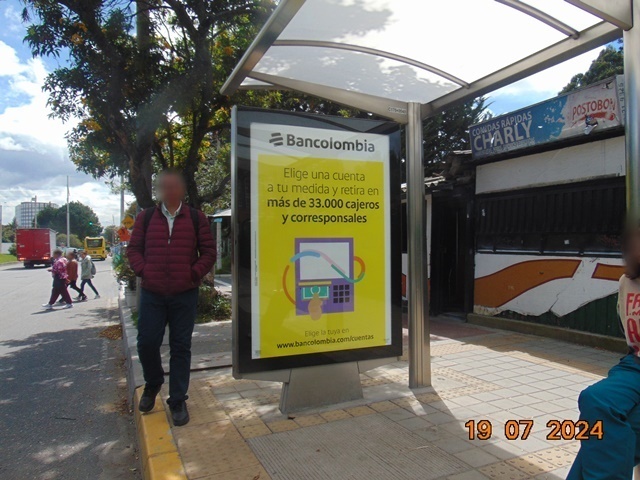 Bancolombia
Elige una cuenta
a tu medida y retira en
más de 33.000 cajeros
y corresponsales
Elige la tuya en
www.bancolombia.com/cuentas
COMIDAS RÁPIDAS
CHARLY
POSTOBON
19 07 2024